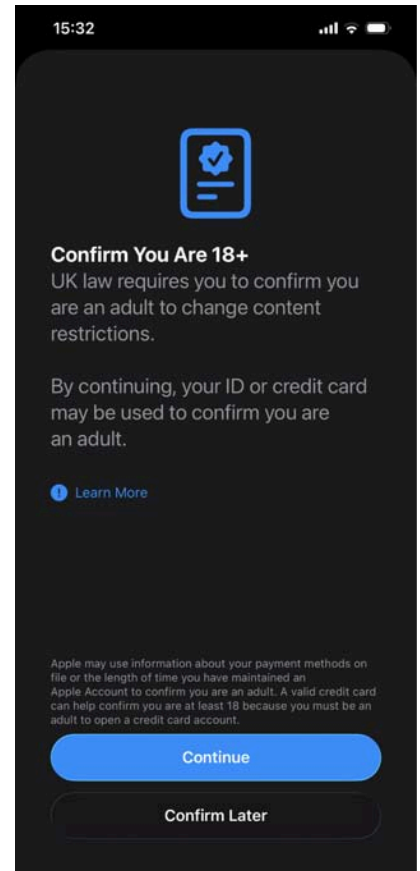 15:32
Confirm You Are 18+
UK law requires you to confirm you
are an adult to change content
restrictions.
By continuing, your ID or credit card
may be used to confirm you are
an adult.
Learn More
Apple may use information about your payment methods on
file or the length of time you have maintained an
Apple Account to confirm you are an adult. A valid credit card
can help confirm you are at least 18 because you must be an
adult to open a credit card account.
Continue
Confirm Later